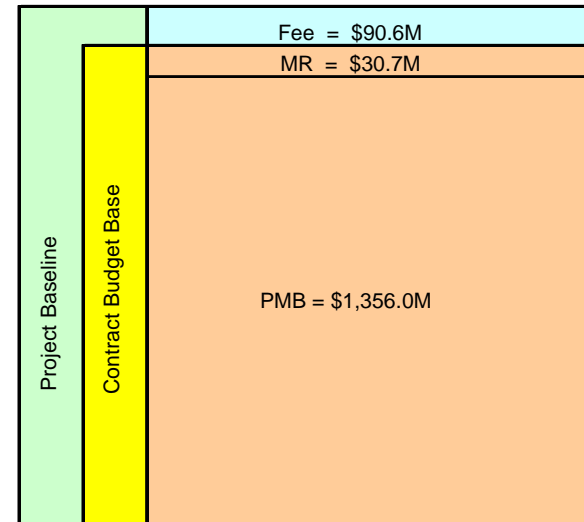 Fee = $90.6M
MR = $30.7M
Project Baseline
Contract Budget Base
PMB = $1,356.0M